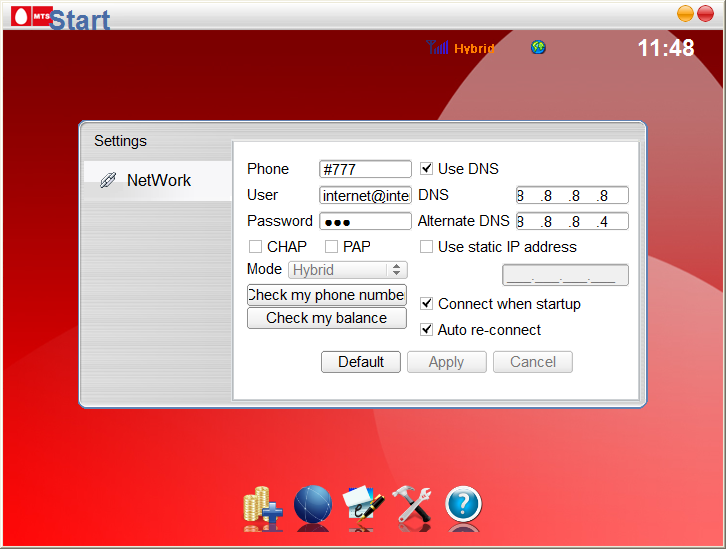 MTS Start
Hybrid 11:48
Settings
NetWork
Phone #777 Use DNS
User internet@inte DNS 8 .8 .8 .8
Password ●●● Alternate DNS 8 .8 .8 .4
CHAP PAP Use static IP address
Mode Hybrid ___.___.___.___
Check my phone number
Connect when startup
Check my balance
Auto re-connect
Default Apply Cancel